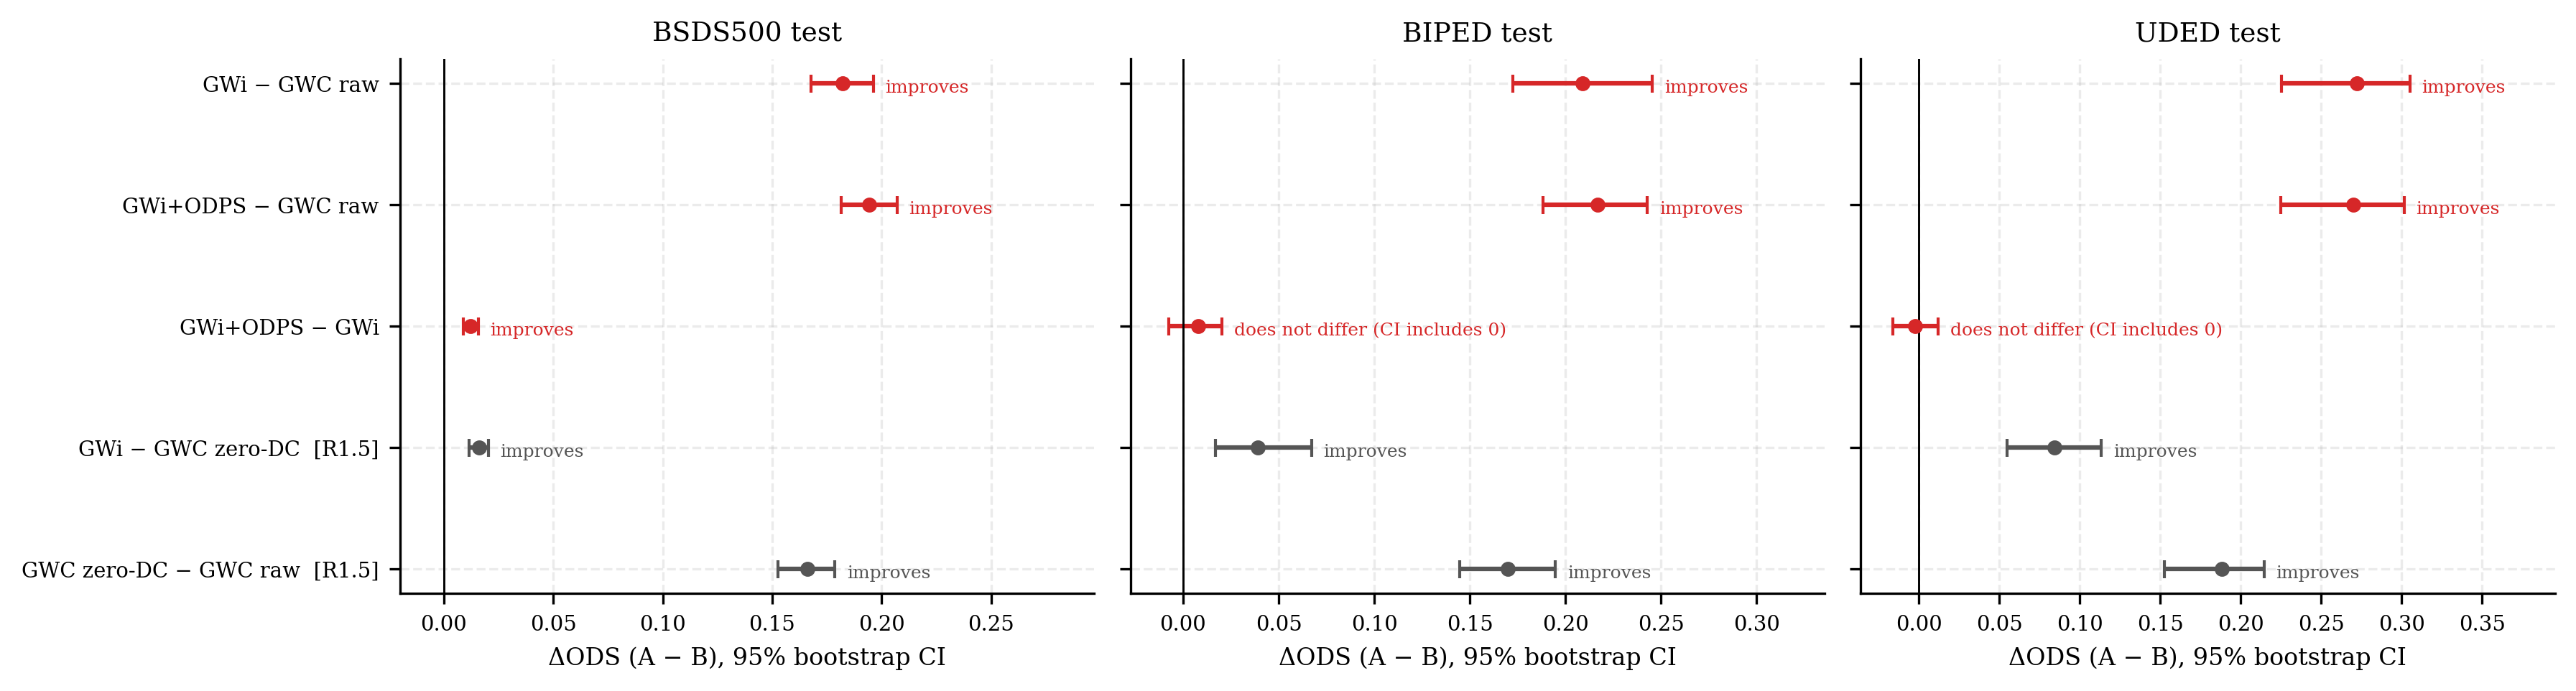 BSDS500 test
BIPED test
UDED test
GWi − GWC raw
improves
improves
improves
GWi+ODPS − GWC raw
improves
improves
improves
GWi+ODPS − GWi
improves
does not differ (CI includes 0)
does not differ (CI includes 0)
GWi − GWC zero-DC [R1.5]
improves
improves
improves
GWC zero-DC − GWC raw [R1.5]
improves
improves
improves
0.00 0.05 0.10 0.15 0.20 0.25
0.00 0.05 0.10 0.15 0.20 0.25 0.30
0.00 0.05 0.10 0.15 0.20 0.25 0.30 0.35
ΔODS (A − B), 95% bootstrap CI
ΔODS (A − B), 95% bootstrap CI
ΔODS (A − B), 95% bootstrap CI